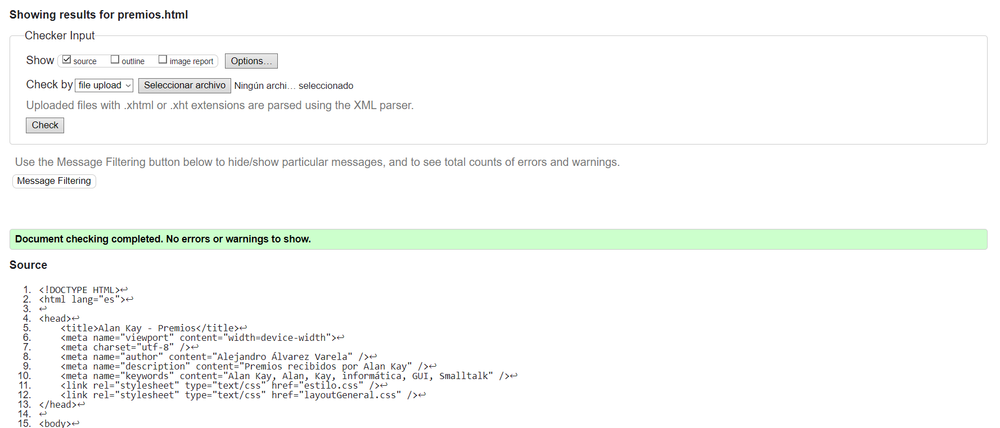 Showing results for premios.html
Checker Input
Show source outline image report Options...
Check by file upload Seleccionar archivo Ningún archi... seleccionado
Uploaded files with .xhtml or .xht extensions are parsed using the XML parser.
Check
Use the Message Filtering button below to hide/show particular messages, and to see total counts of errors and warnings.
Message Filtering
Document checking completed. No errors or warnings to show.
Source
1. <!DOCTYPE HTML>↩
2. <html lang="es">↩
3. ↩
4. <head>↩
5. <title>Alan Kay - Premios</title>↩
6. <meta name="viewport" content="width=device-width">↩
7. <meta charset="utf-8" />↩
8. <meta name="author" content="Alejandro Álvarez Varela" />↩
9. <meta name="description" content="Premios recibidos por Alan Kay" />↩
10. <meta name="keywords" content="Alan Kay, Alan, Kay, informática, GUI, Smalltalk" />↩
11. <link rel="stylesheet" type="text/css" href="estilo.css" />↩
12. <link rel="stylesheet" type="text/css" href="layoutGeneral.css" />↩
13. </head>↩
14. ↩
15. <body>↩